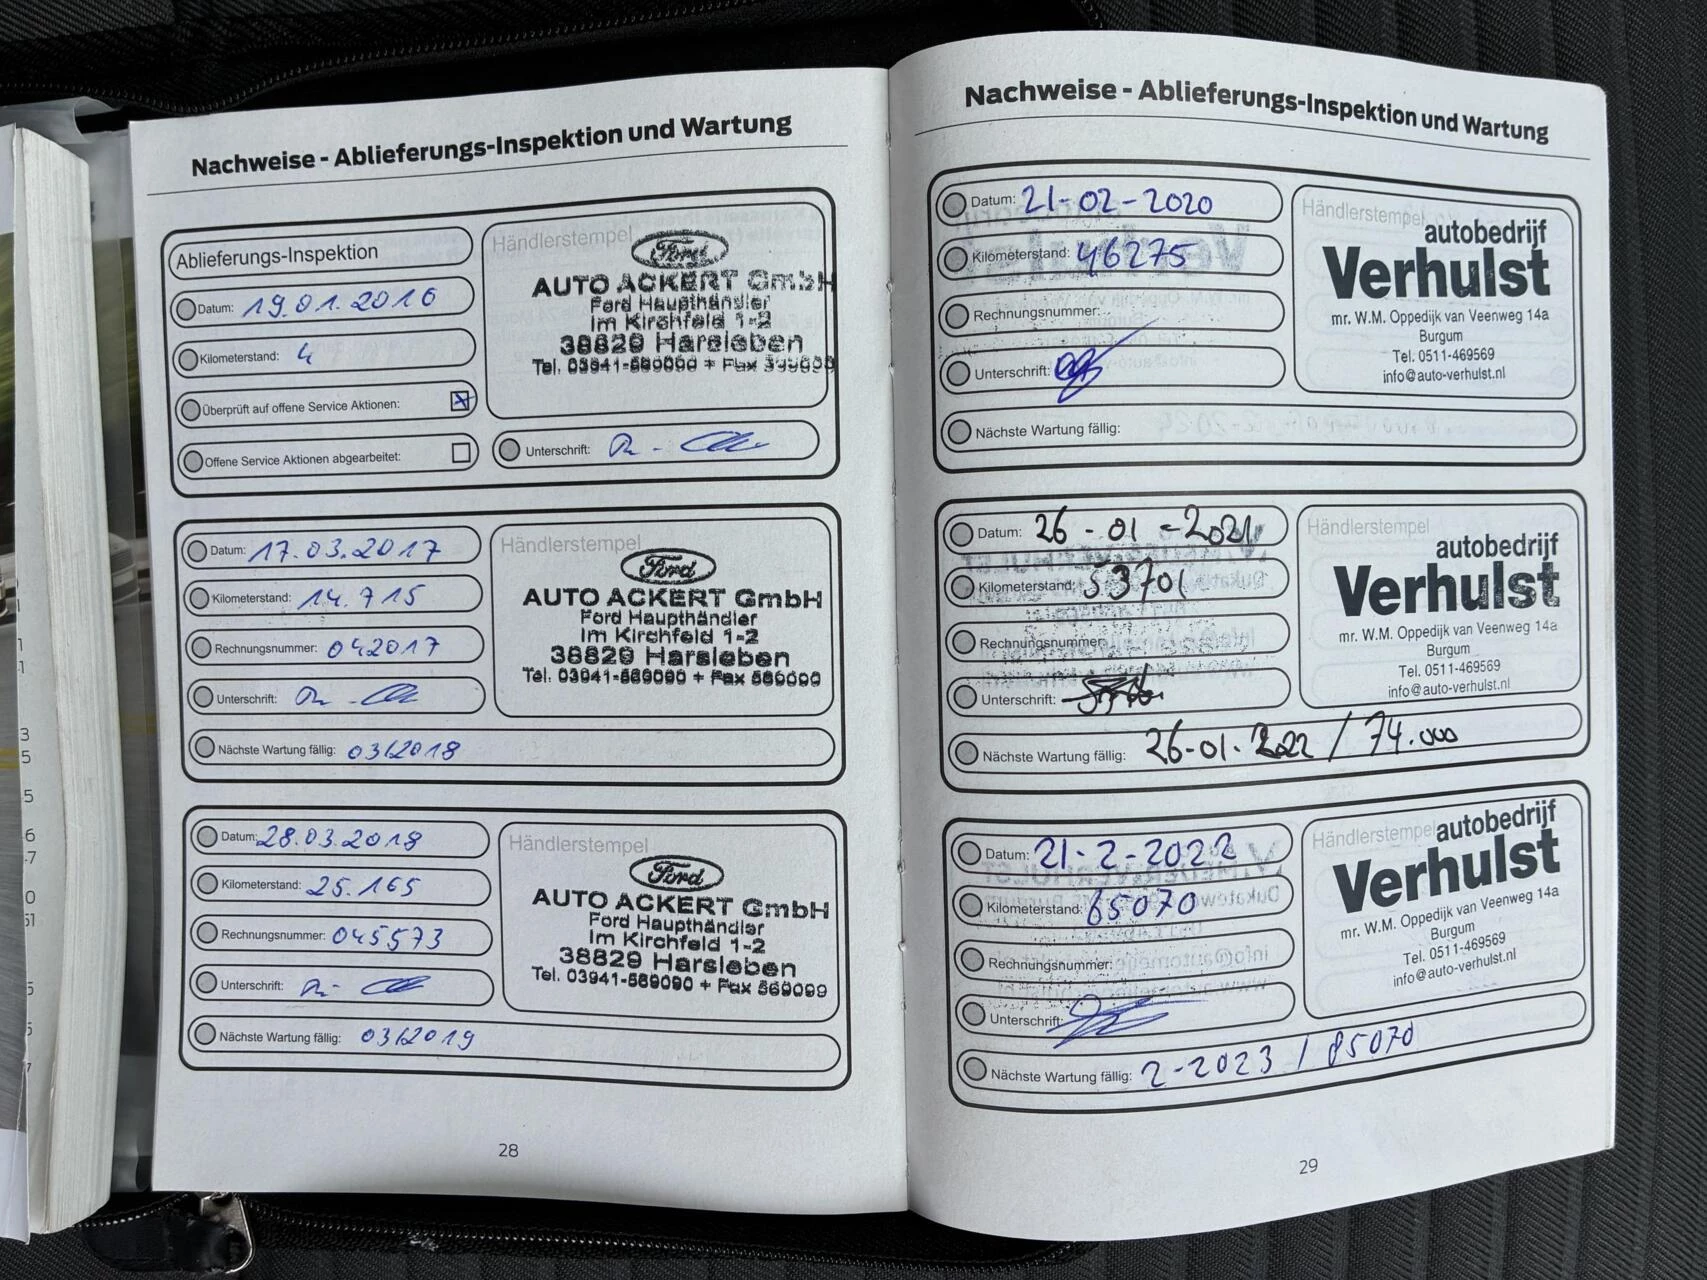 Nachweise - Ablieferungs-Inspektion und Wartung
Ablieferungs-Inspektion
Datum: 19.01.2016
Kilometerstand: 4
Überprüft auf offene Service Aktionen:
Offene Service Aktionen abgearbeitet:
Händlerstempel
Ford
AUTO ACKERT GmbH
Ford Haupthändler
Im Kirchfeld 1-2
38829 Harsleben
Tel. 03941-569090 + Fax
Unterschrift:
Datum: 17.03.2017
Kilometerstand: 14.715
Rechnungsnummer: 042017
Unterschrift:
Händlerstempel
Ford
AUTO ACKERT GmbH
Ford Haupthändler
Im Kirchfeld 1-2
38829 Harsleben
Tel. 03941-569090 + Fax
Nächste Wartung fällig: 03/2018
Datum: 28.03.2018
Kilometerstand: 25.165
Rechnungsnummer: 045573
Unterschrift:
Händlerstempel
Ford
AUTO ACKERT GmbH
Ford Haupthändler
Im Kirchfeld 1-2
38829 Harsleben
Tel. 03941-569090 + Fax 569099
Nächste Wartung fällig: 03/2019
28
Nachweise - Ablieferungs-Inspektion und Wartung
Datum: 21-02-2020
Kilometerstand: 46275
Rechnungsnummer:
Unterschrift:
Händlerstempel
autobedrijf
Verhulst
mr. W.M. Oppedijk van Veenweg 14a
Burgum
Tel. 0511-469569
info@auto-verhulst.nl
Nächste Wartung fällig:
Datum: 26-01-2021
Kilometerstand: 53701
Rechnungsnummer:
Unterschrift:
Händlerstempel
autobedrijf
Verhulst
mr. W.M. Oppedijk van Veenweg 14a
Burgum
Tel. 0511-469569
info@auto-verhulst.nl
Nächste Wartung fällig: 26-01-2022 / 74.000
Datum: 21-2-2022
Kilometerstand: 65070
Rechnungsnummer:
Unterschrift:
Händlerstempel
autobedrijf
Verhulst
mr. W.M. Oppedijk van Veenweg 14a
Burgum
Tel. 0511-469569
info@auto-verhulst.nl
Nächste Wartung fällig: 2-2023 / 85070
29